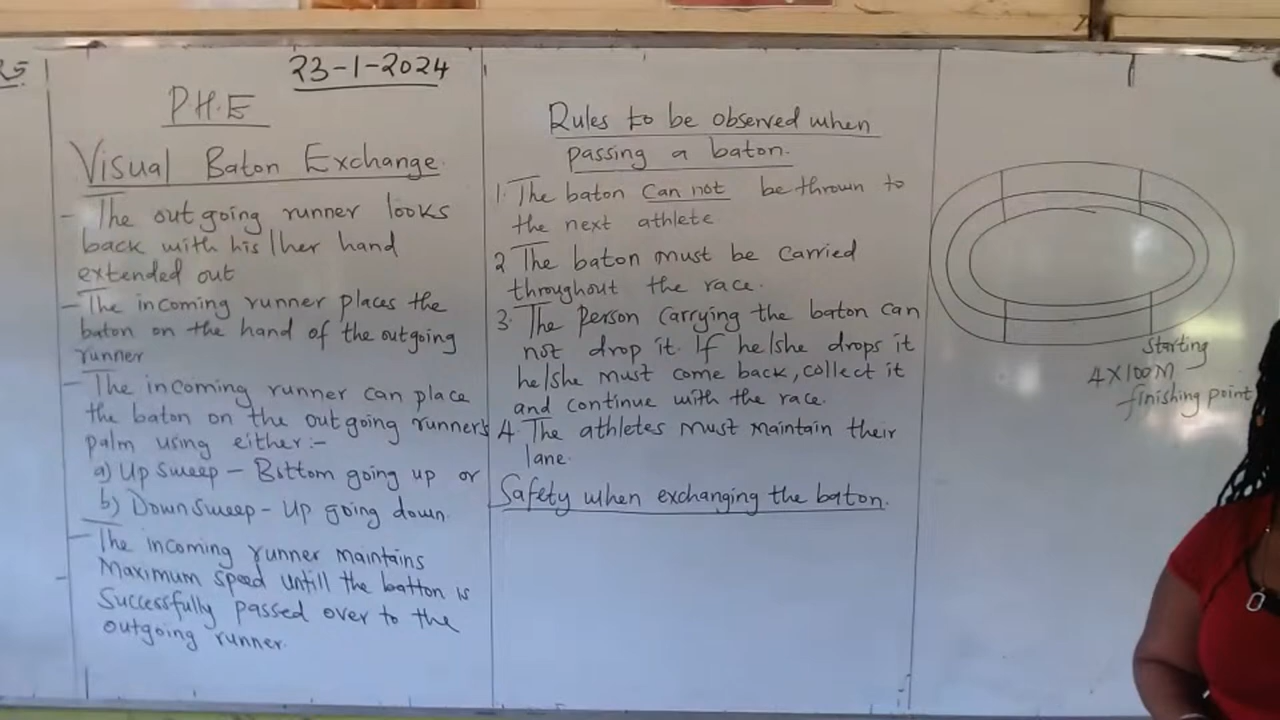 23-1-2024
P.H.E
Visual Baton Exchange.
- The out going runner looks
back with his/her hand
extended out
- The incoming runner places the
baton on the hand of the outgoing
runner
- The incoming runner can place
the baton on the outgoing runner's
palm using either:-
a) Up sweep - Bottom going up or
b) Down sweep - Up going down.
- The incoming runner maintains
Maximum speed untill the batton is
Successfully passed over to the
outgoing runner.
Rules to be observed when
passing a baton.
1. The baton can not be thrown to
the next athlete
2 The baton must be carried
throughout the race.
3. The person carrying the baton can
not drop it. If he/she drops it
he/she must come back, collect it
and continue with the race.
4. The athletes must maintain their
lane.
Safety when exchanging the baton.
Starting
4X100M
finishing point